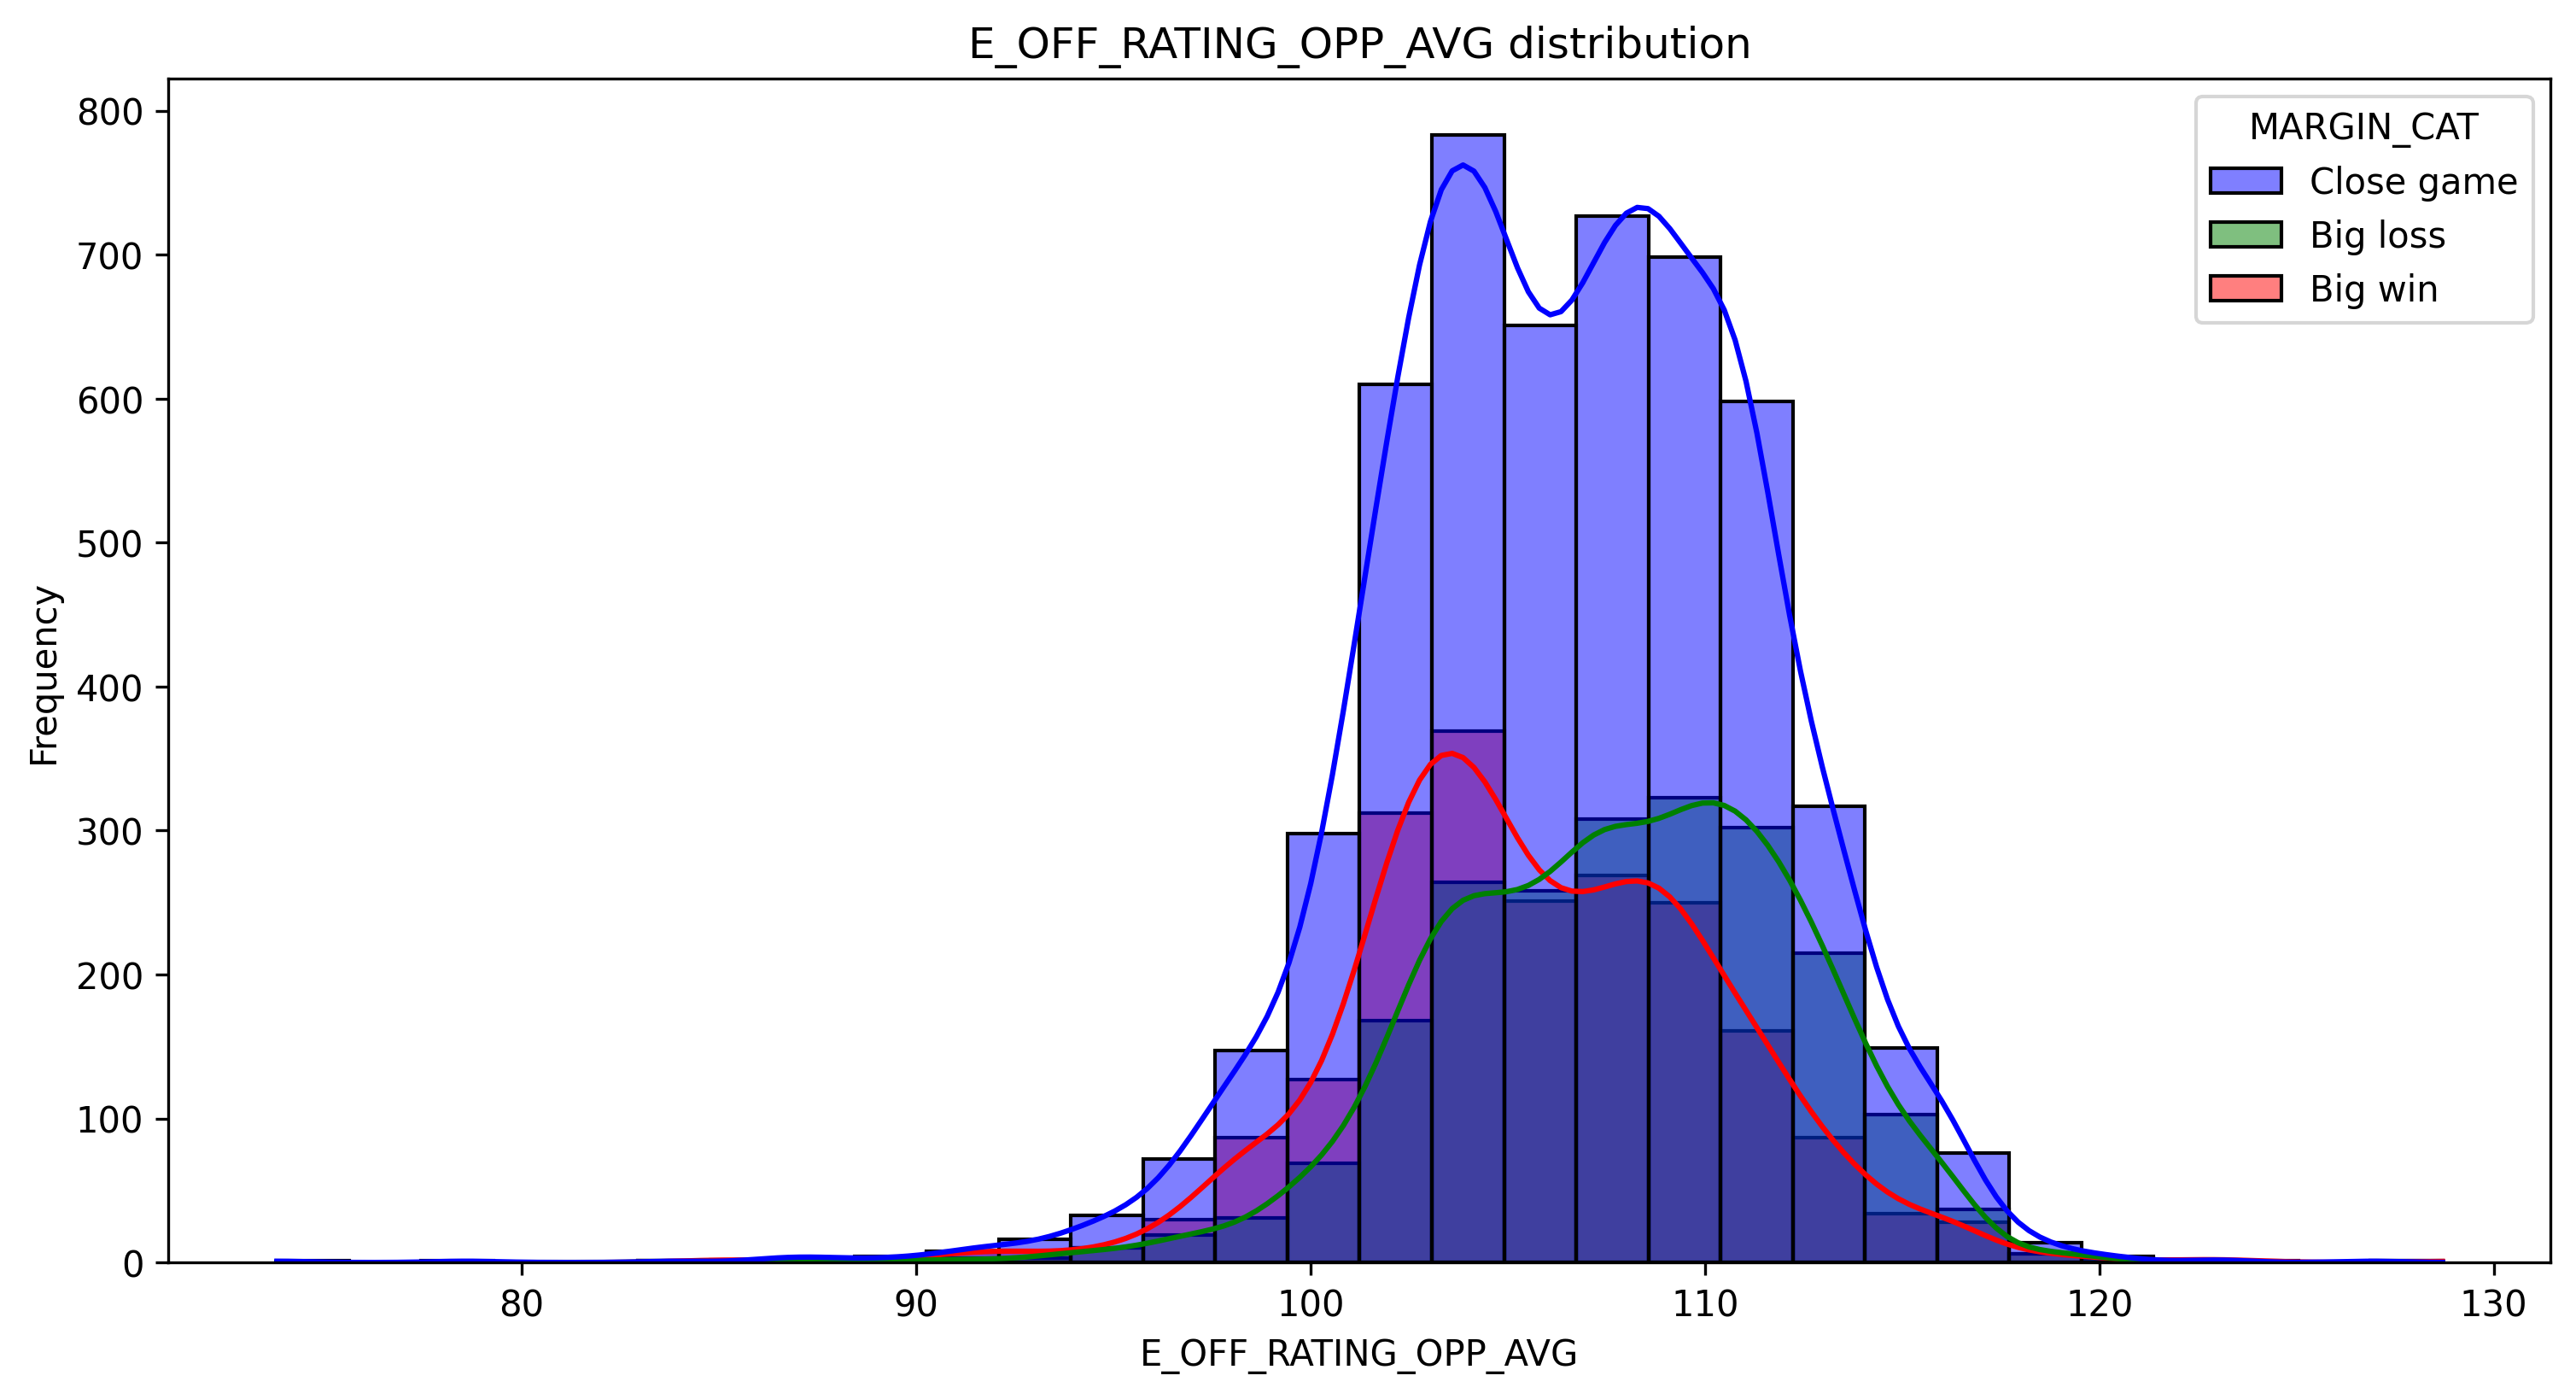 E_OFF_RATING_OPP_AVG distribution
MARGIN_CAT
Close game
Big loss
Big win
Frequency
800
700
600
500
400
300
200
100
0
80 90 100 110 120 130
E_OFF_RATING_OPP_AVG